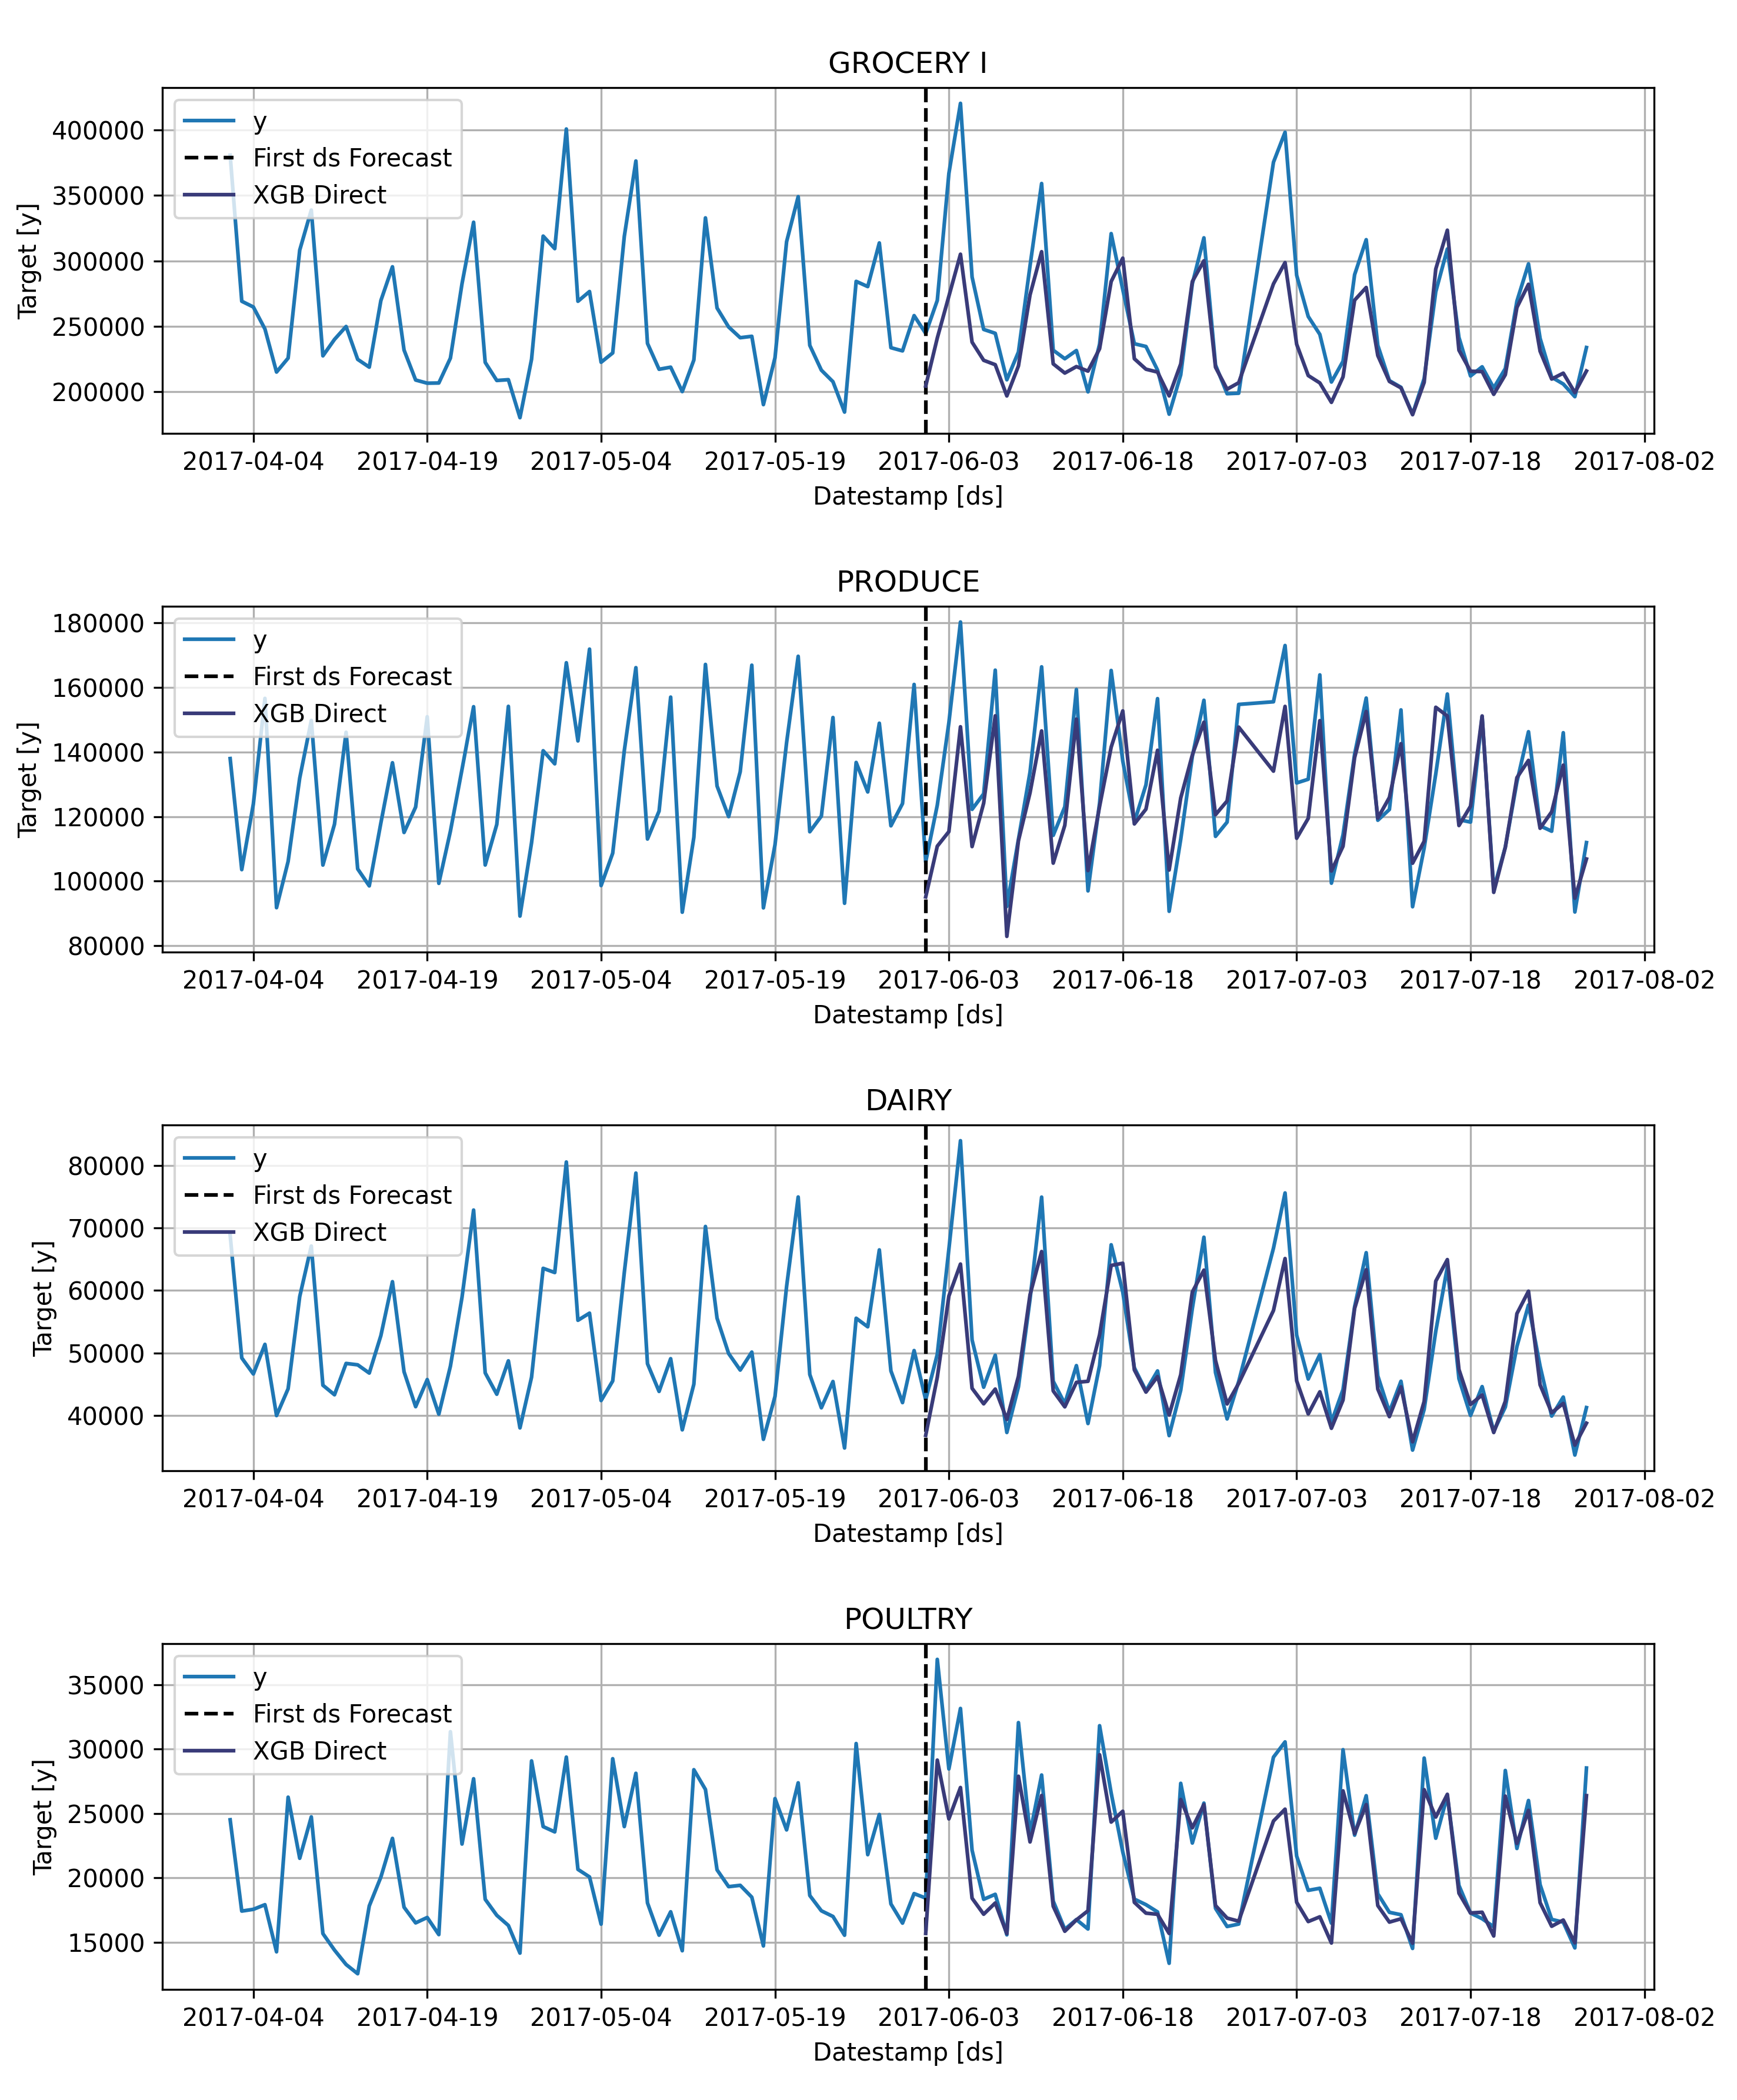 GROCERY I
y
First ds Forecast
XGB Direct
Target [y]
400000
350000
300000
250000
200000
2017-04-04 2017-04-19 2017-05-04 2017-05-19 2017-06-03 2017-06-18 2017-07-03 2017-07-18 2017-08-02
Datestamp [ds]
PRODUCE
y
First ds Forecast
XGB Direct
Target [y]
180000
160000
140000
120000
100000
80000
2017-04-04 2017-04-19 2017-05-04 2017-05-19 2017-06-03 2017-06-18 2017-07-03 2017-07-18 2017-08-02
Datestamp [ds]
DAIRY
y
First ds Forecast
XGB Direct
Target [y]
80000
70000
60000
50000
40000
2017-04-04 2017-04-19 2017-05-04 2017-05-19 2017-06-03 2017-06-18 2017-07-03 2017-07-18 2017-08-02
Datestamp [ds]
POULTRY
y
First ds Forecast
XGB Direct
Target [y]
35000
30000
25000
20000
15000
2017-04-04 2017-04-19 2017-05-04 2017-05-19 2017-06-03 2017-06-18 2017-07-03 2017-07-18 2017-08-02
Datestamp [ds]